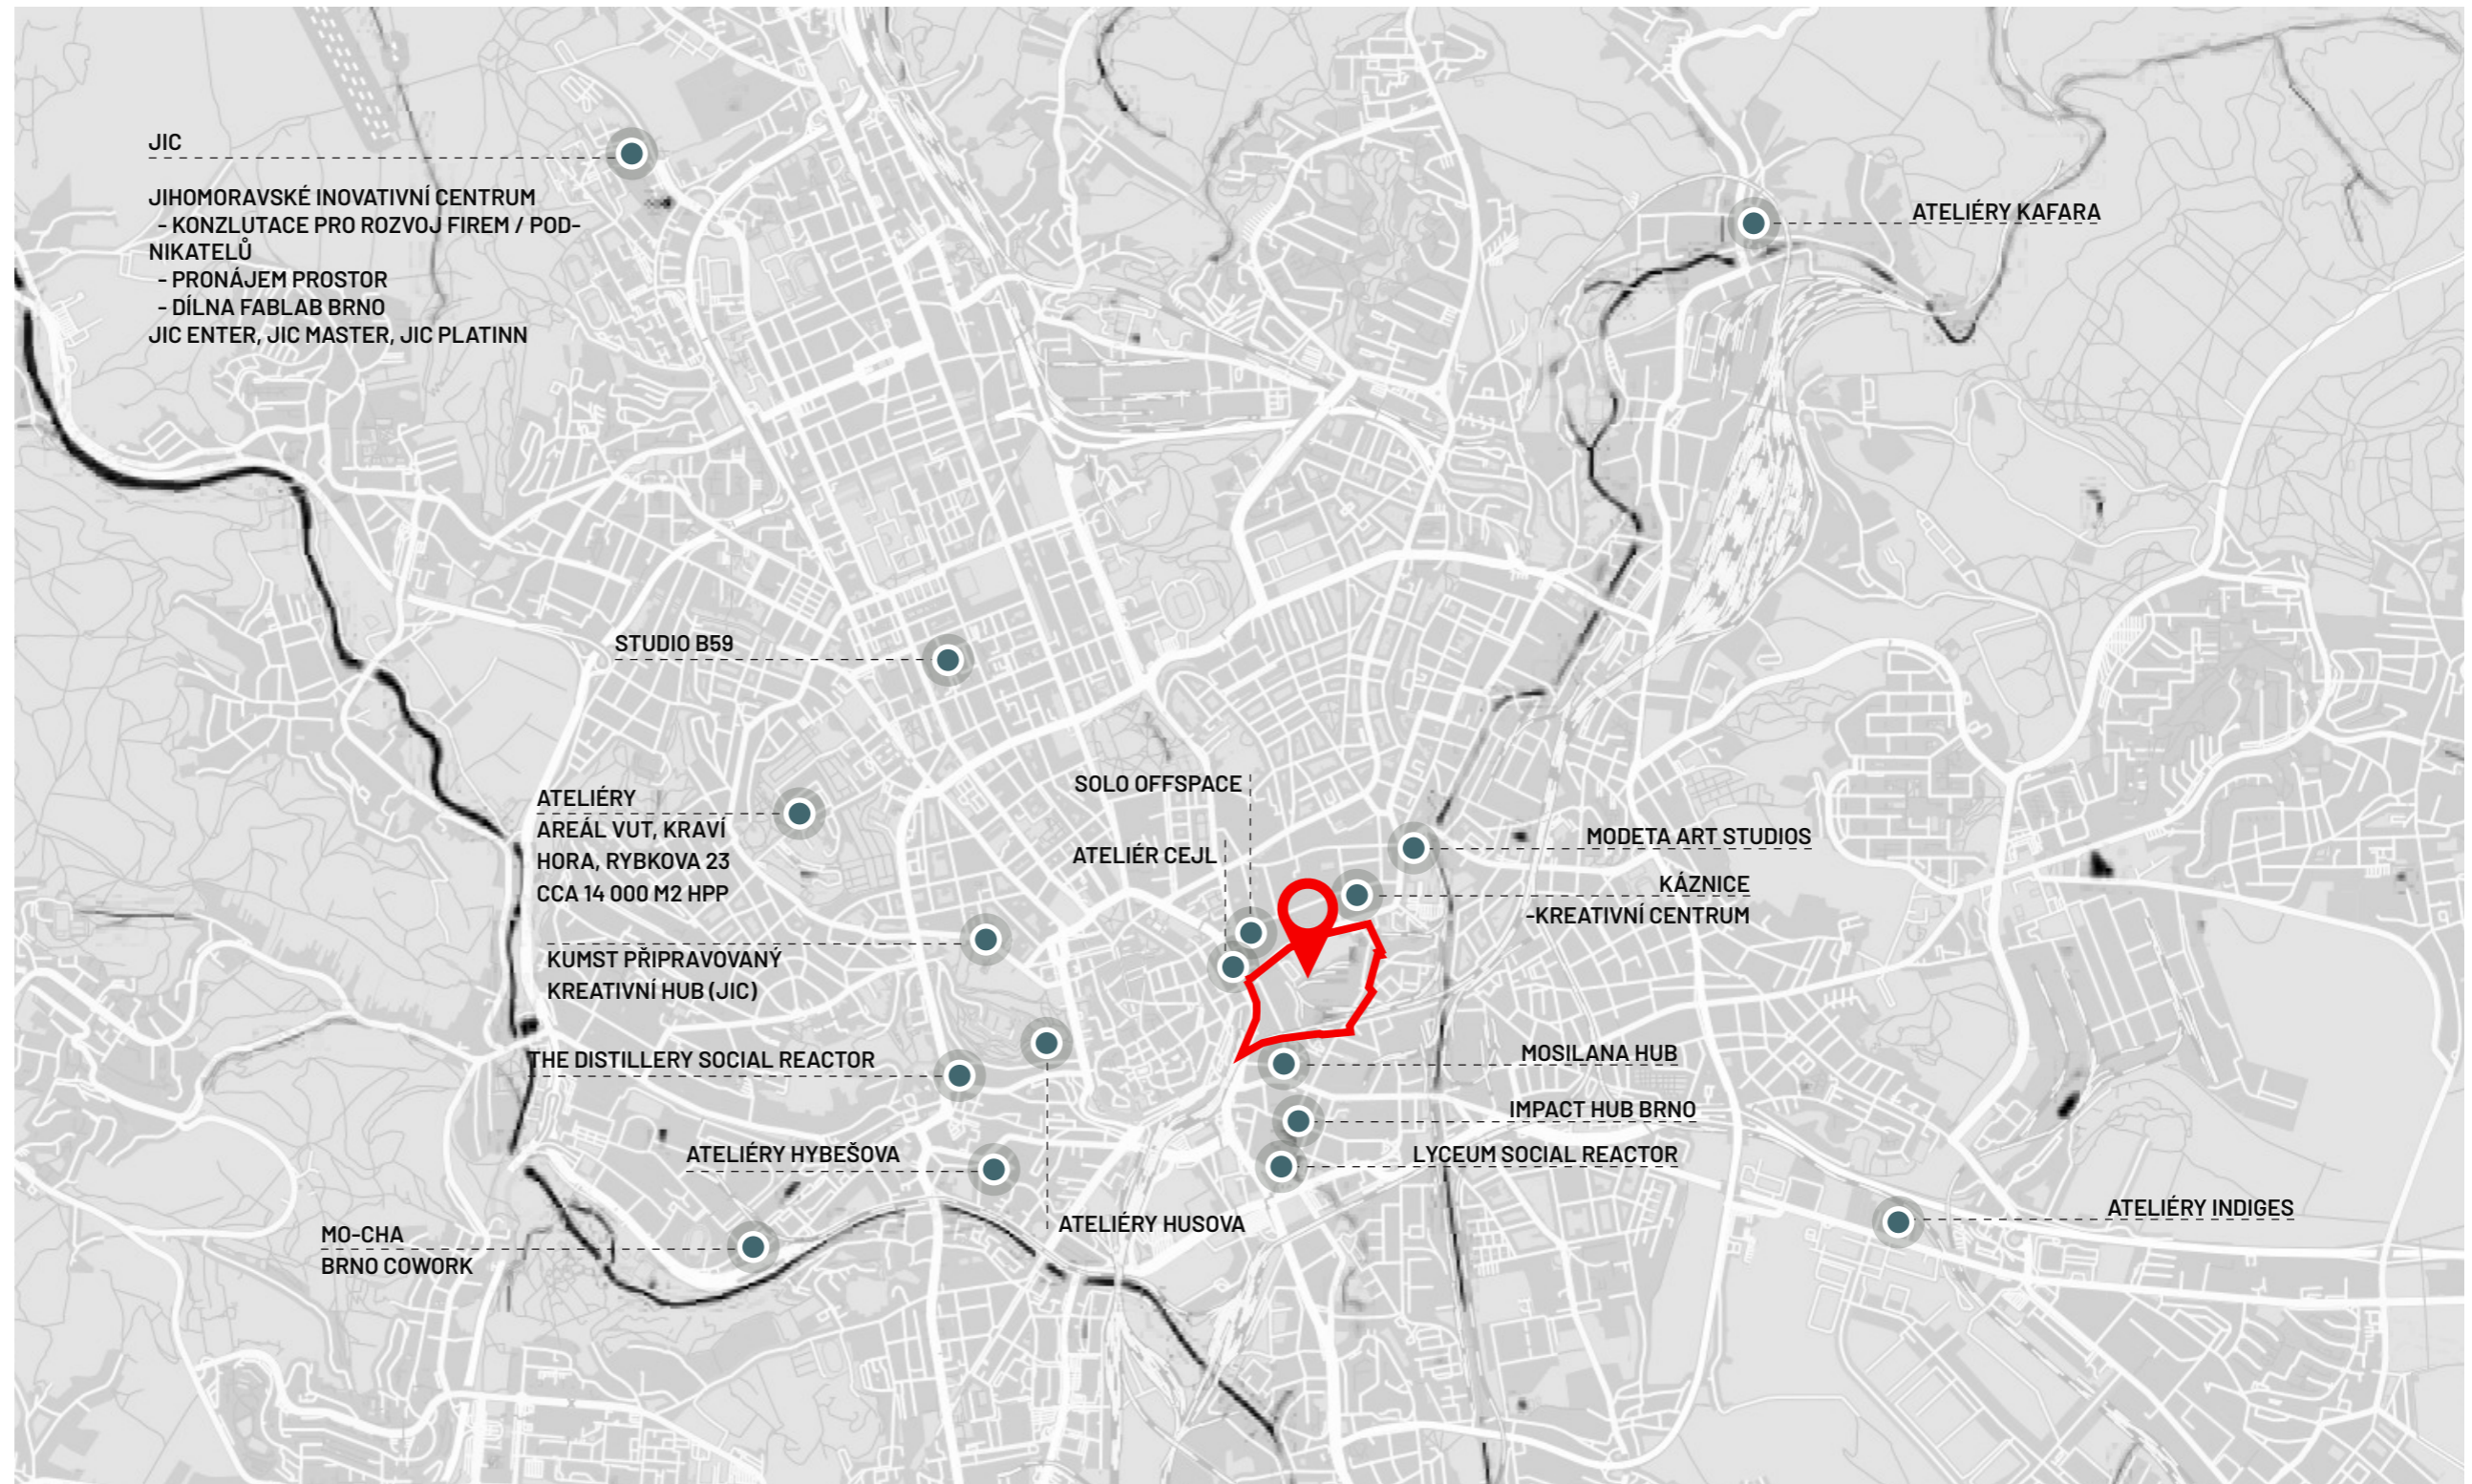 JIC
JIHOMORAVSKÉ INOVATIVNÍ CENTRUM
- KONZLUTACE PRO ROZVOJ FIREM / POD-
NIKATELŮ
- PRONÁJEM PROSTOR
- DÍLNA FABLAB BRNO
JIC ENTER, JIC MASTER, JIC PLATINN
ATELIÉRY KAFARA
STUDIO B59
ATELIÉRY
AREÁL VUT, KRAVÍ
HORA, RYBKOVA 23
CCA 14 000 M2 HPP
SOLO OFFSPACE
ATELIÉR CEJL
MODETA ART STUDIOS
KÁZNICE
-KREATIVNÍ CENTRUM
KUMST PŘIPRAVOVANÝ
KREATIVNÍ HUB (JIC)
THE DISTILLERY SOCIAL REACTOR
MOSILANA HUB
IMPACT HUB BRNO
ATELIÉRY HYBEŠOVA
LYCEUM SOCIAL REACTOR
ATELIÉRY HUSOVA
ATELIÉRY INDIGES
MO-CHA
BRNO COWORK